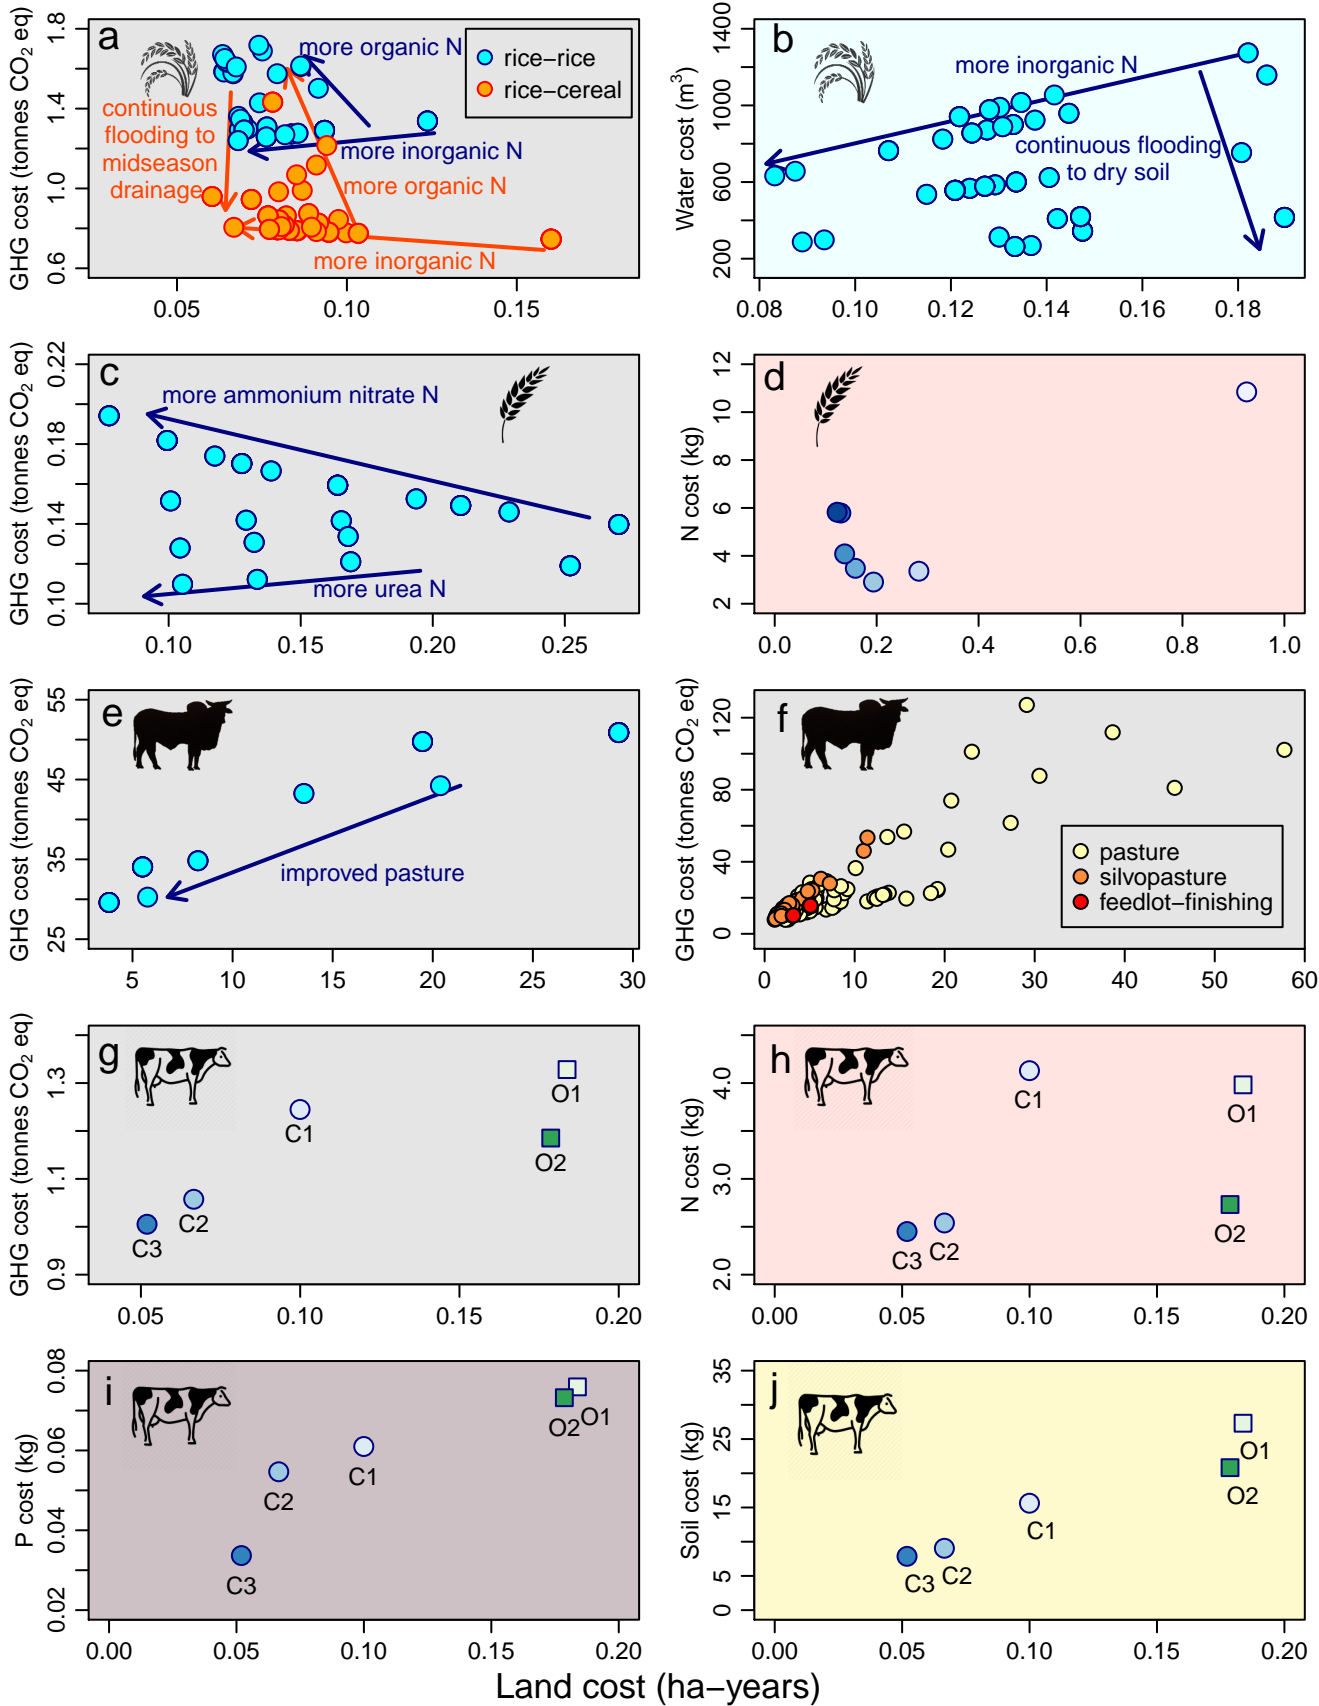 a
GHG cost (tonnes CO₂ eq)
0.6
1.0
1.4
1.8
0.05
0.10
0.15
more organic N
rice−rice
rice−cereal
continuous
flooding to
midseason
drainage
more inorganic N
more organic N
more inorganic N
b
Water cost (m³)
200
600
1000
1400
0.08
0.10
0.12
0.14
0.16
0.18
more inorganic N
continuous flooding
to dry soil
c
GHG cost (tonnes CO₂ eq)
0.10
0.14
0.18
0.22
0.10
0.15
0.20
0.25
more ammonium nitrate N
more urea N
d
N cost (kg)
2
4
6
8
10
12
0.0
0.2
0.4
0.6
0.8
1.0
e
GHG cost (tonnes CO₂ eq)
25
35
45
55
5
10
15
20
25
30
improved pasture
f
GHG cost (tonnes CO₂ eq)
0
40
80
120
0
10
20
30
40
50
60
pasture
silvopasture
feedlot−finishing
g
GHG cost (tonnes CO₂ eq)
0.9
1.1
1.3
0.05
0.10
0.15
0.20
O1
C1
O2
C2
C3
h
N cost (kg)
2.0
3.0
4.0
0.00
0.05
0.10
0.15
0.20
C1
O1
O2
C3
C2
i
P cost (kg)
0.02
0.04
0.06
0.08
0.00
0.05
0.10
0.15
0.20
O2
O1
C1
C2
C3
j
Soil cost (kg)
0
5
15
25
35
0.00
0.05
0.10
0.15
0.20
O1
O2
C1
C3
C2
Land cost (ha−years)